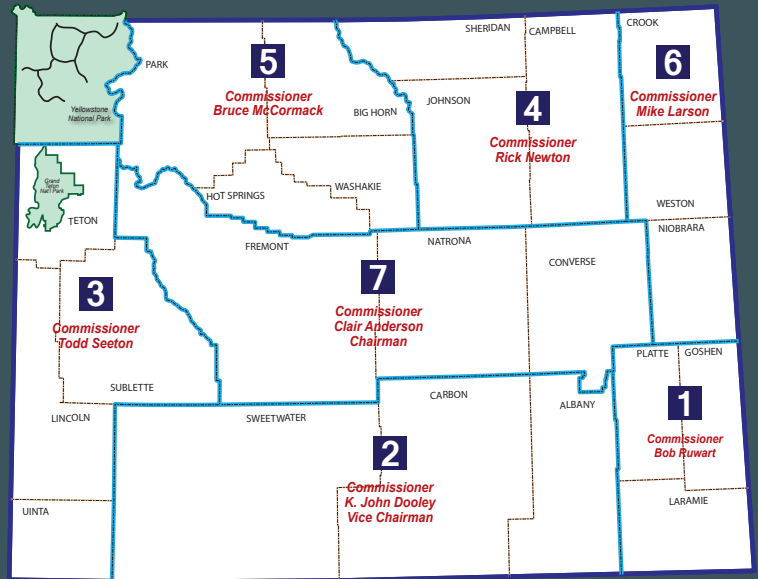 SHERIDAN
CAMPBELL
CROOK
PARK
5
Commissioner
Bruce McCormack
6
Commissioner
Mike Larson
Yellowstone
National Park
BIG HORN
JOHNSON
4
Commissioner
Rick Newton
Grand
Teton
Nat'l Park
TETON
HOT SPRINGS
WASHAKIE
WESTON
NIOBRARA
FREMONT
NATRONA
CONVERSE
3
Commissioner
Todd Seeton
7
Commissioner
Clair Anderson
Chairman
PLATTE
GOSHEN
SUBLETTE
LINCOLN
SWEETWATER
CARBON
ALBANY
1
Commissioner
Bob Ruwart
2
Commissioner
K. John Dooley
Vice Chairman
LARAMIE
UINTA